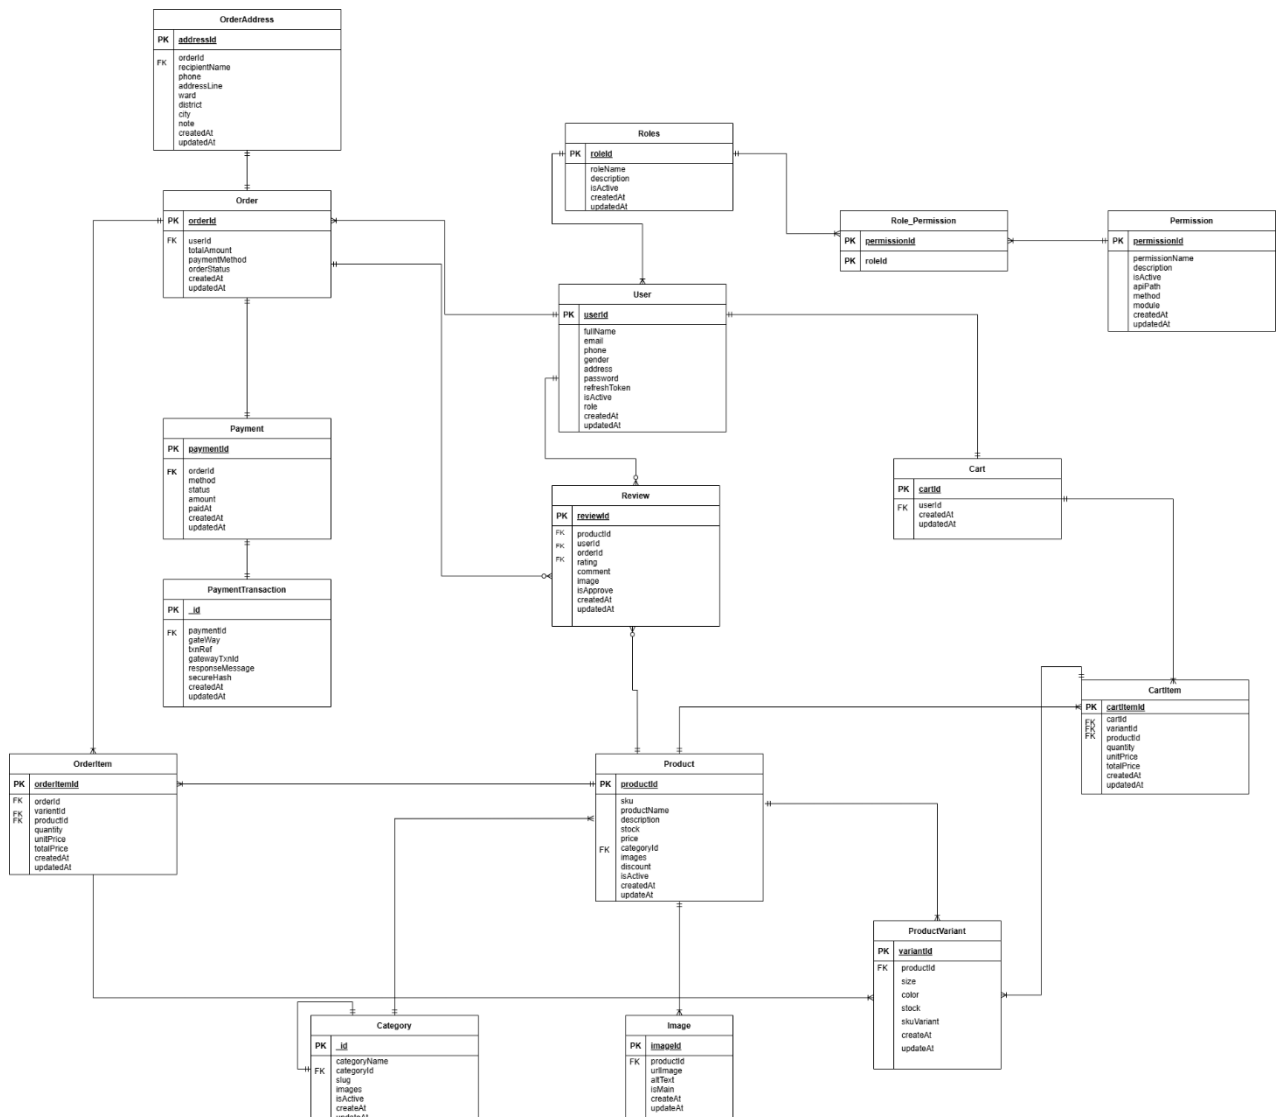 OrderAddress
PK addressId
FK orderId
recipientName
phone
addressLine
ward
district
city
note
createdAt
updatedAt
Roles
PK roleId
roleName
description
isActive
createdAt
updatedAt
Order
PK orderId
FK userId
totalAmount
paymentMethod
orderStatus
createdAt
updatedAt
Role_Permission
PK permissionId
PK roleId
Permission
PK permissionId
permissionName
description
isActive
apiPath
method
module
createdAt
updatedAt
User
PK userId
fullName
email
phone
gender
address
password
refreshToken
isActive
role
createdAt
updatedAt
Payment
PK paymentId
FK orderId
method
status
amount
paidAt
createdAt
updatedAt
Cart
PK cartId
FK userId
createdAt
updatedAt
Review
PK reviewId
FK productId
FK userId
orderId
FK rating
comment
image
isApprove
createdAt
updatedAt
PaymentTransaction
PK _id
FK paymentId
gateWay
txnRef
gatewayTxnId
responseMessage
secureHash
createdAt
updatedAt
CartItem
PK cartItemId
FK cartId
FK variantId
FK productId
quantity
unitPrice
totalPrice
createdAt
updatedAt
OrderItem
PK orderItemId
FK orderId
FK varientId
FK productId
quantity
unitPrice
totalPrice
createdAt
updatedAt
Product
PK productId
sku
productName
description
stock
price
FK categoryId
images
discount
isActive
createdAt
updateAt
ProductVariant
PK variantId
FK productId
size
color
stock
skuVariant
createAt
updateAt
Category
PK _id
categoryName
FK categoryId
slug
images
isActive
createAt
updateAt
Image
PK imageId
FK productId
urlImage
altText
isMain
createAt
updateAt